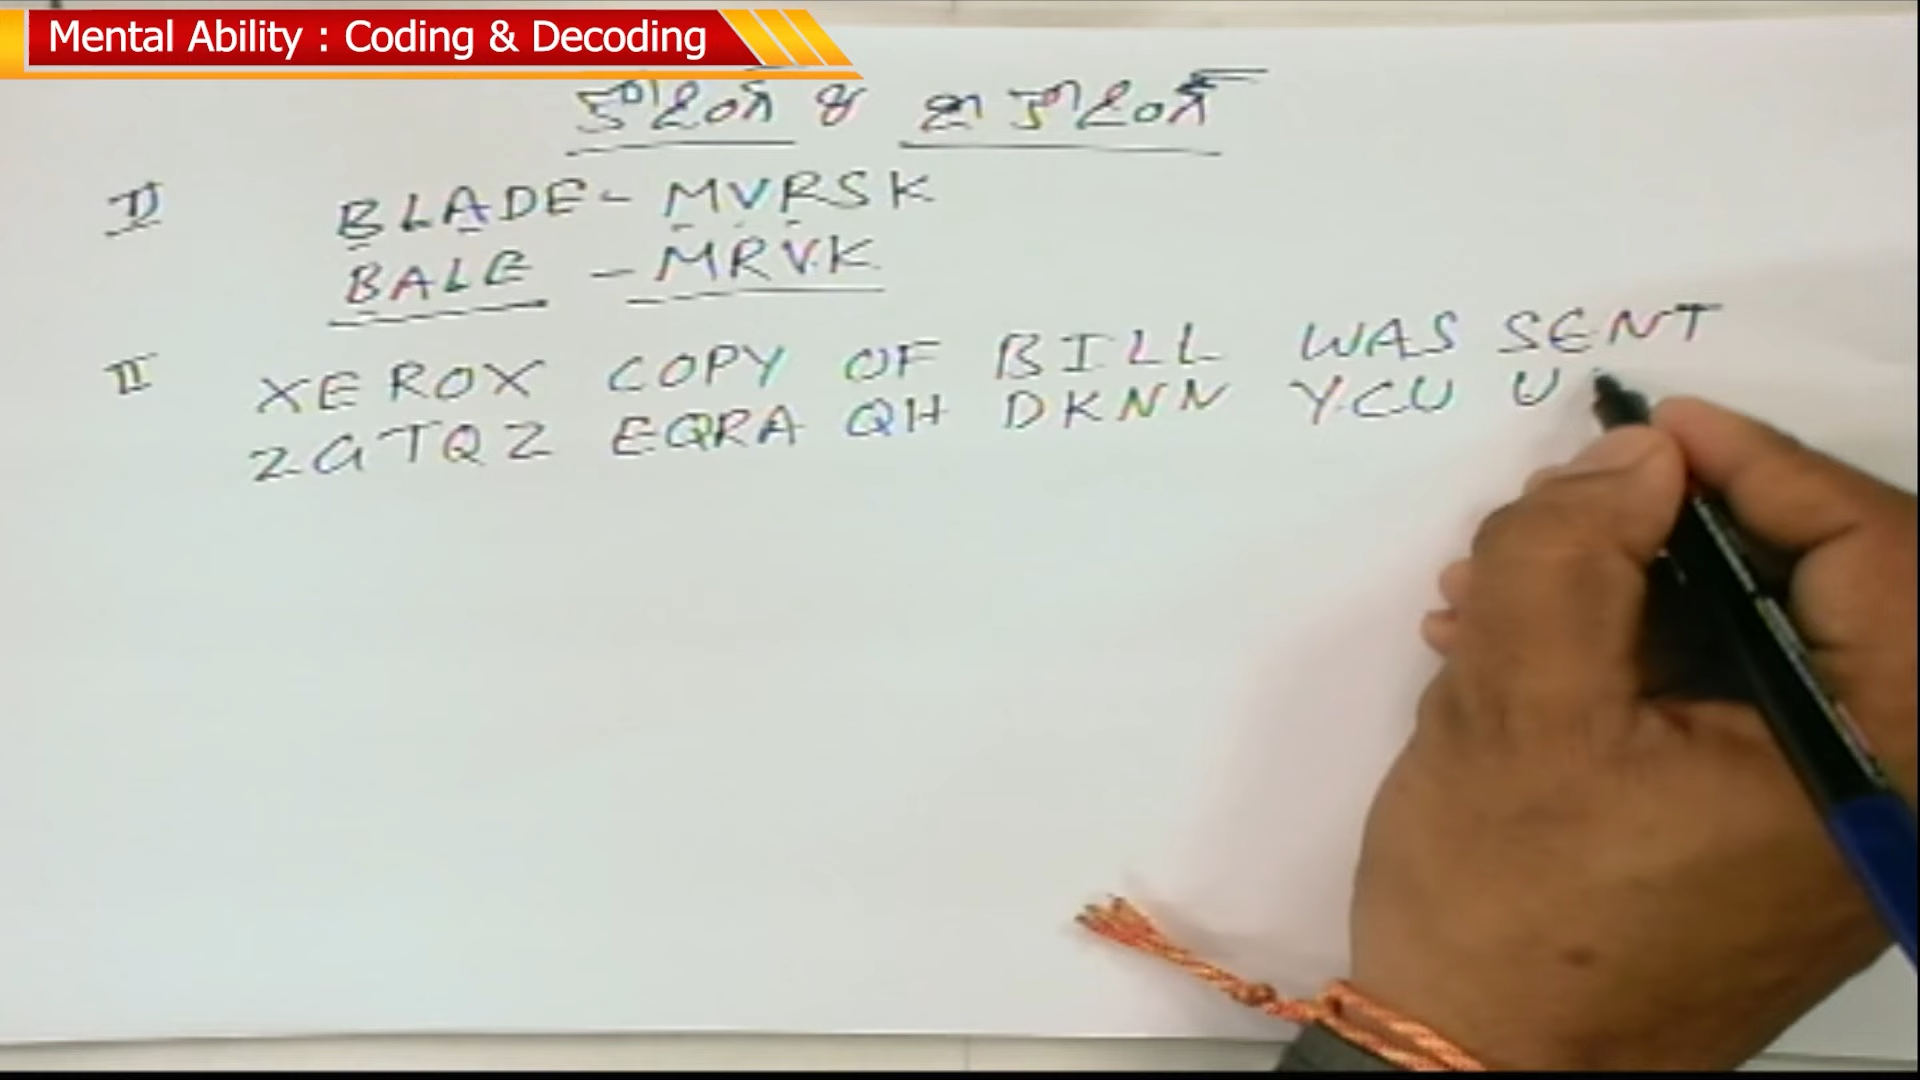 Mental Ability : Coding & Decoding
ಕೋಡಿಂಗ್ & ಡಿಕೋಡಿಂಗ್
I BLADE - MVRSK
BALE - MRVK
II XEROX COPY OF BILL WAS SENT
ZGTQZ EQRA QH DKNN YCU U